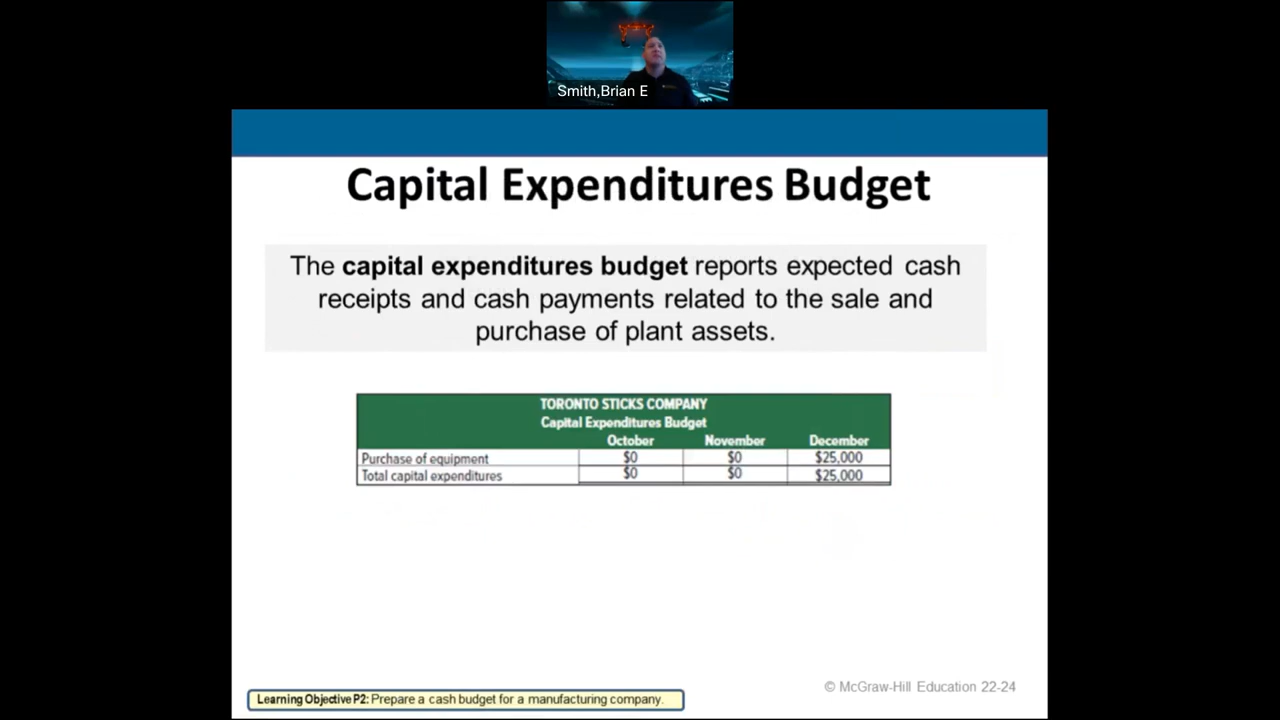 Smith,Brian E
Capital Expenditures Budget
The capital expenditures budget reports expected cash
receipts and cash payments related to the sale and
purchase of plant assets.
TORONTO STICKS COMPANY
Capital Expenditures Budget
October November December
Purchase of equipment $0 $0 $25,000
Total capital expenditures $0 $0 $25,000
Learning Objective P2: Prepare a cash budget for a manufacturing company.
© McGraw-Hill Education 22-24